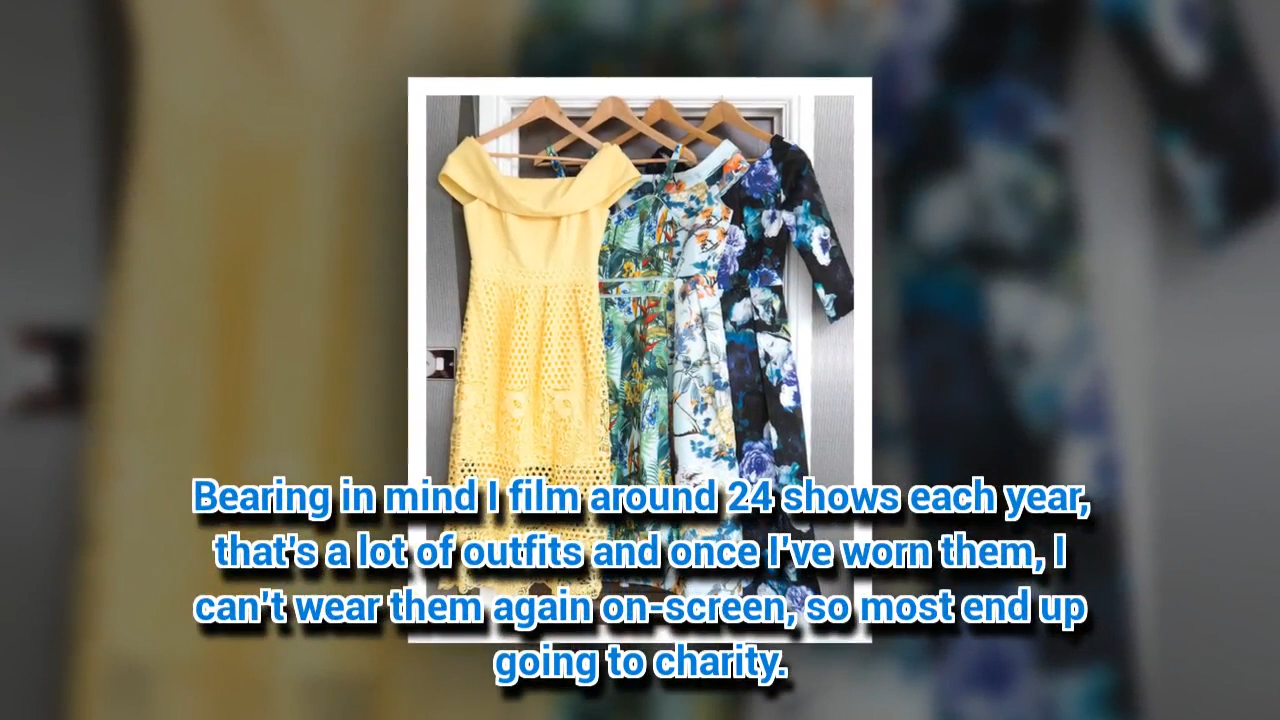 Bearing in mind I film around 24 shows each year,
that's a lot of outfits and once I've worn them, I
can't wear them again on-screen, so most end up
going to charity.